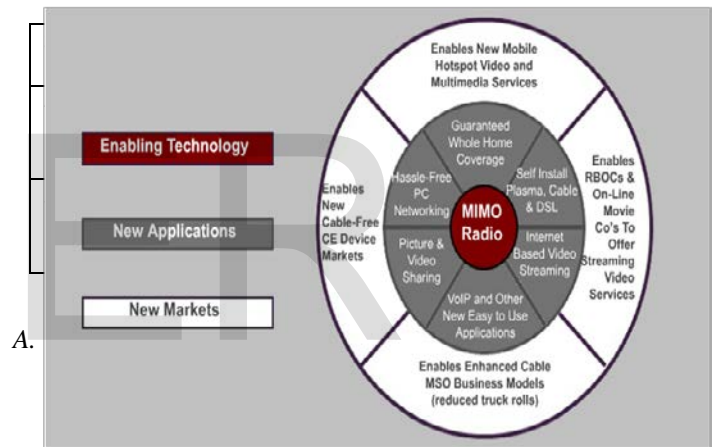 Enabling Technology
New Applications
New Markets
A.
Enables New Mobile
Hotspot Video and
Multimedia Services
Guaranteed
Whole Home
Coverage
Hassle-Free
PC
Networking
Self Install
Plasma, Cable
& DSL
MIMO
Radio
Picture &
Video
Sharing
Internet
Based Video
Streaming
VoIP and Other
New Easy to Use
Applications
Enables
New
Cable-Free
CE Device
Markets
Enables
RBOCs &
On-Line
Movie
Co's To
Offer
Streaming
Video
Services
Enables Enhanced Cable
MSO Business Models
(reduced truck rolls)
ER